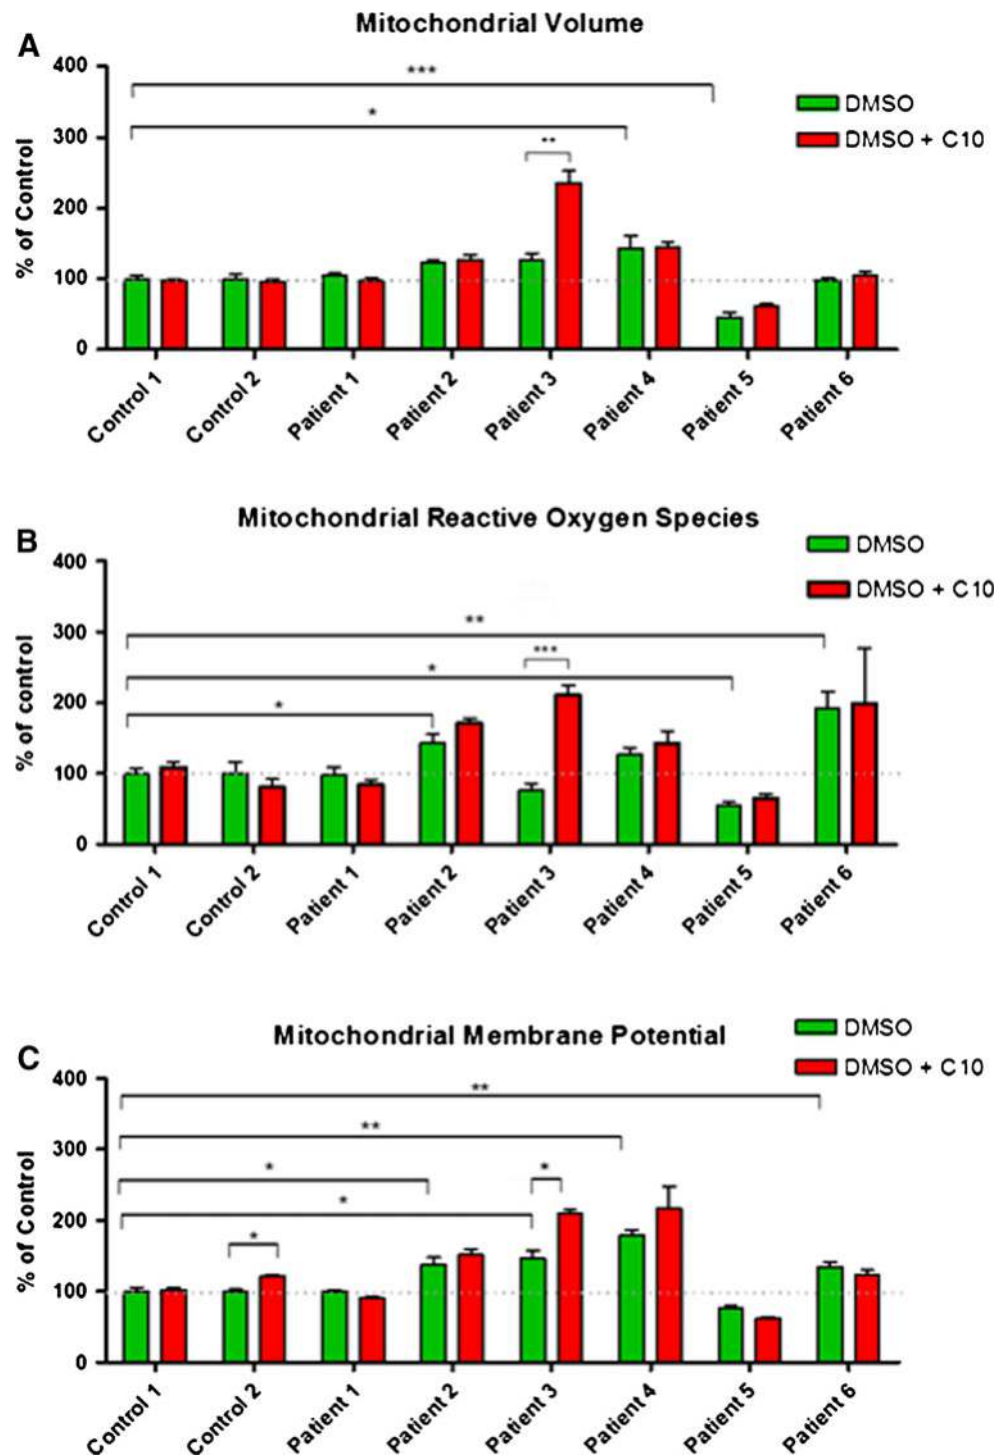 Mitochondrial Volume
A
400
***
DMSO
*
DMSO + C10
300
**
% of Control
200
100
0
Control 1
Control 2
Patient 1
Patient 2
Patient 3
Patient 4
Patient 5
Patient 6
Mitochondrial Reactive Oxygen Species
B
DMSO
400
DMSO + C10
**
300
***
*
% of control
*
200
100
0
Control 1
Control 2
Patient 1
Patient 2
Patient 3
Patient 4
Patient 5
Patient 6
Mitochondrial Membrane Potential
DMSO
C
DMSO + C10
400
**
**
300
*
*
% of Control
*
200
*
100
0
Control 1
Control 2
Patient 1
Patient 2
Patient 3
Patient 4
Patient 5
Patient 6